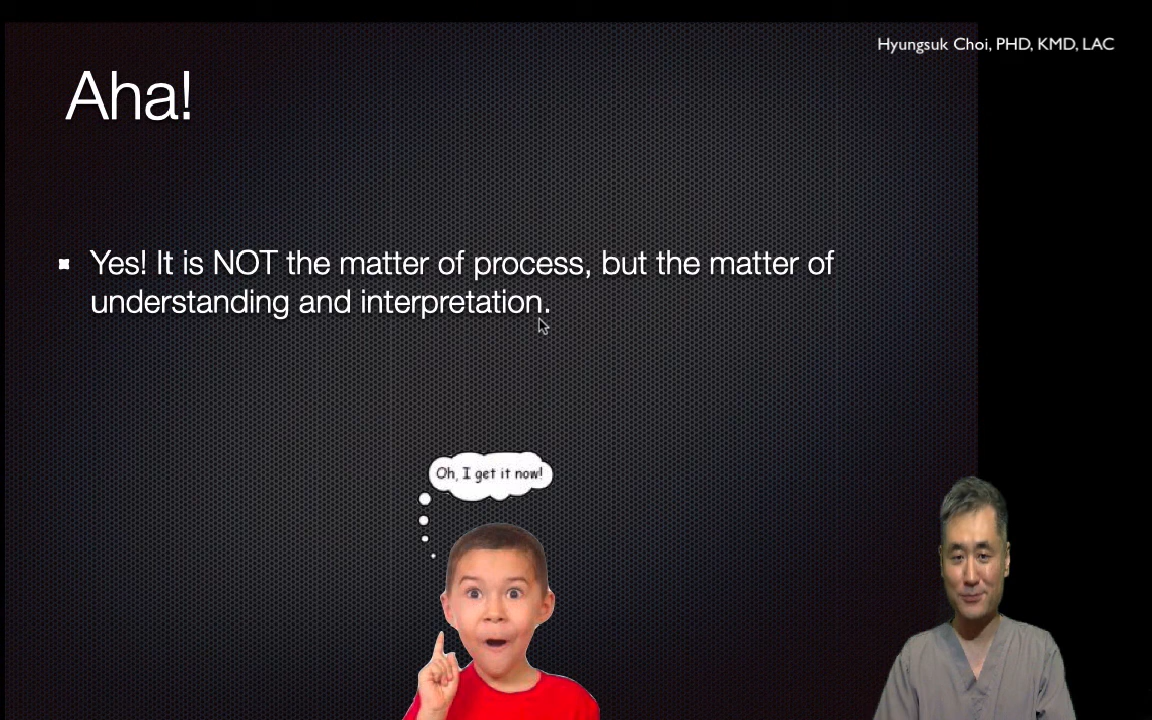 Hyungsuk Choi, PHD, KMD, LAC
Aha!
Yes! It is NOT the matter of process, but the matter of
understanding and interpretation.
Oh, I get it now!